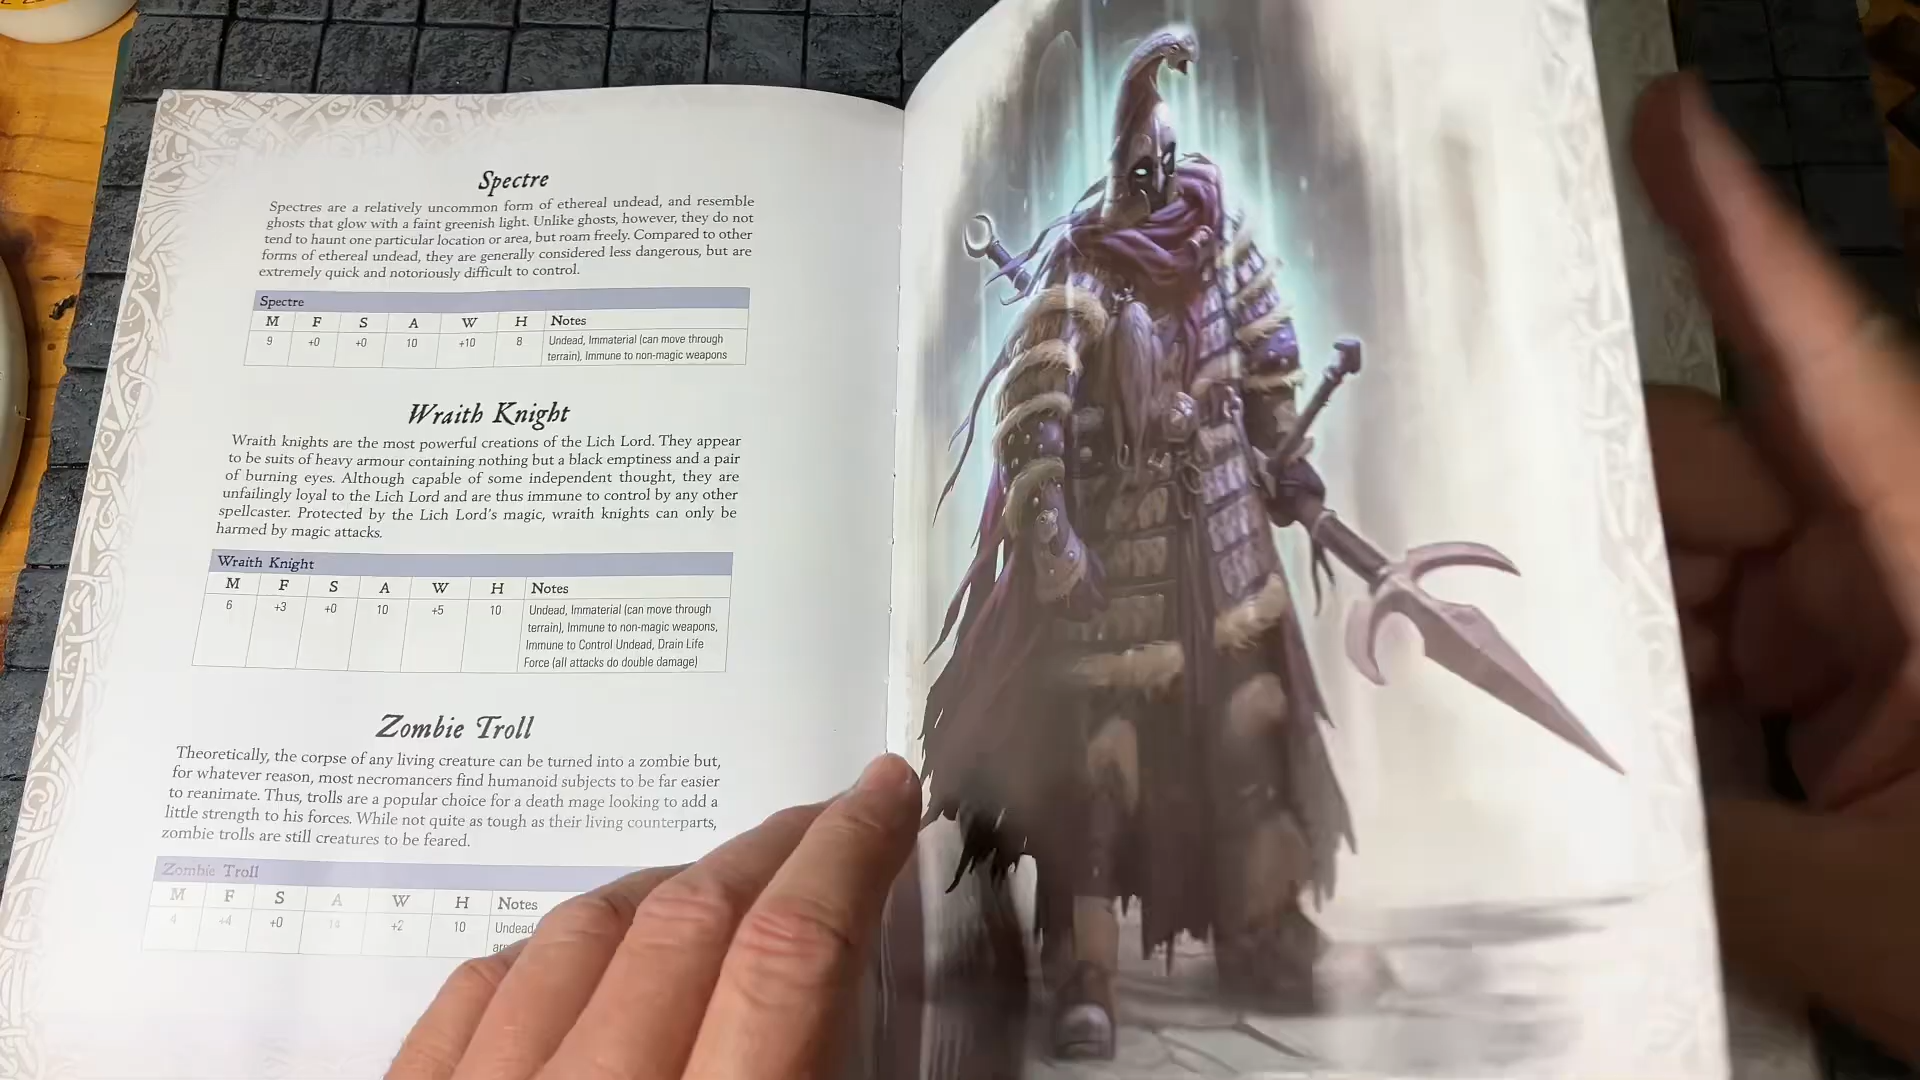 Spectre
Spectres are a relatively uncommon form of ethereal undead, and resemble
ghosts that glow with a faint greenish light. Unlike ghosts, however, they do not
tend to haunt one particular location or area, but roam freely. Compared to other
forms of ethereal undead, they are generally considered less dangerous, but are
extremely quick and notoriously difficult to control.
Spectre
M F S A W H Notes
9 +0 +0 10 +10 8 Undead, Immaterial (can move through
terrain), Immune to non-magic weapons
Wraith Knight
Wraith knights are the most powerful creations of the Lich Lord. They appear
to be suits of heavy armour containing nothing but a black emptiness and a pair
of burning eyes. Although capable of some independent thought, they are
unfailingly loyal to the Lich Lord and are thus immune to control by any other
spellcaster. Protected by the Lich Lord's magic, wraith knights can only be
harmed by magic attacks.
Wraith Knight
M F S A W H Notes
6 +3 +0 10 +5 10 Undead, Immaterial (can move through
terrain), Immune to non-magic weapons,
Immune to Control Undead, Drain Life
Force (all attacks do double damage)
Zombie Troll
Theoretically, the corpse of any living creature can be turned into a zombie but,
for whatever reason, most necromancers find humanoid subjects to be far easier
to reanimate. Thus, trolls are a popular choice for a death mage looking to add a
little strength to his forces. While not quite as tough as their living counterparts,
zombie trolls are still creatures to be feared.
Zombie Troll
M F S A W H Notes
4 +4 +0 14 +2 10 Undead,